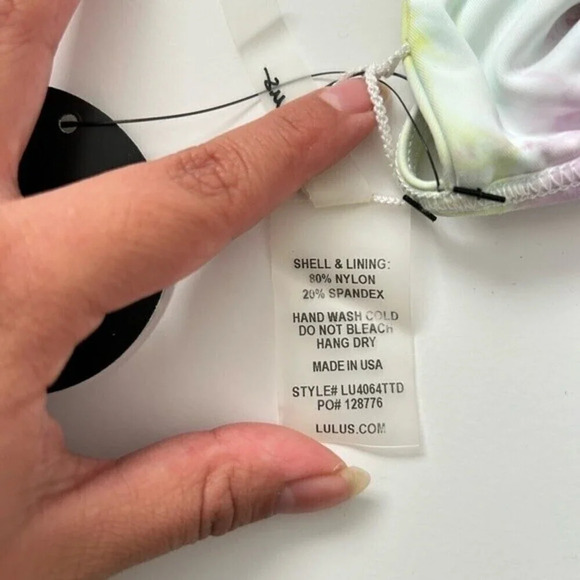 SHELL & LINING:
80% NYLON
20% SPANDEX
HAND WASH COLD
DO NOT BLEACH
HANG DRY
MADE IN USA
STYLE# LU4064TTD
PO# 128776
LULUS.COM